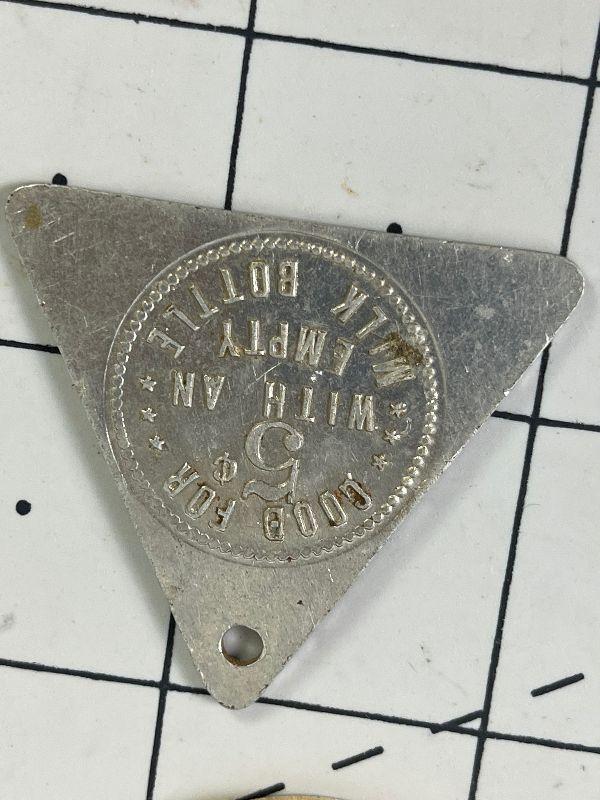 GOOD FOR
5¢
WITH AN
EMPTY
MILK BOTTLE